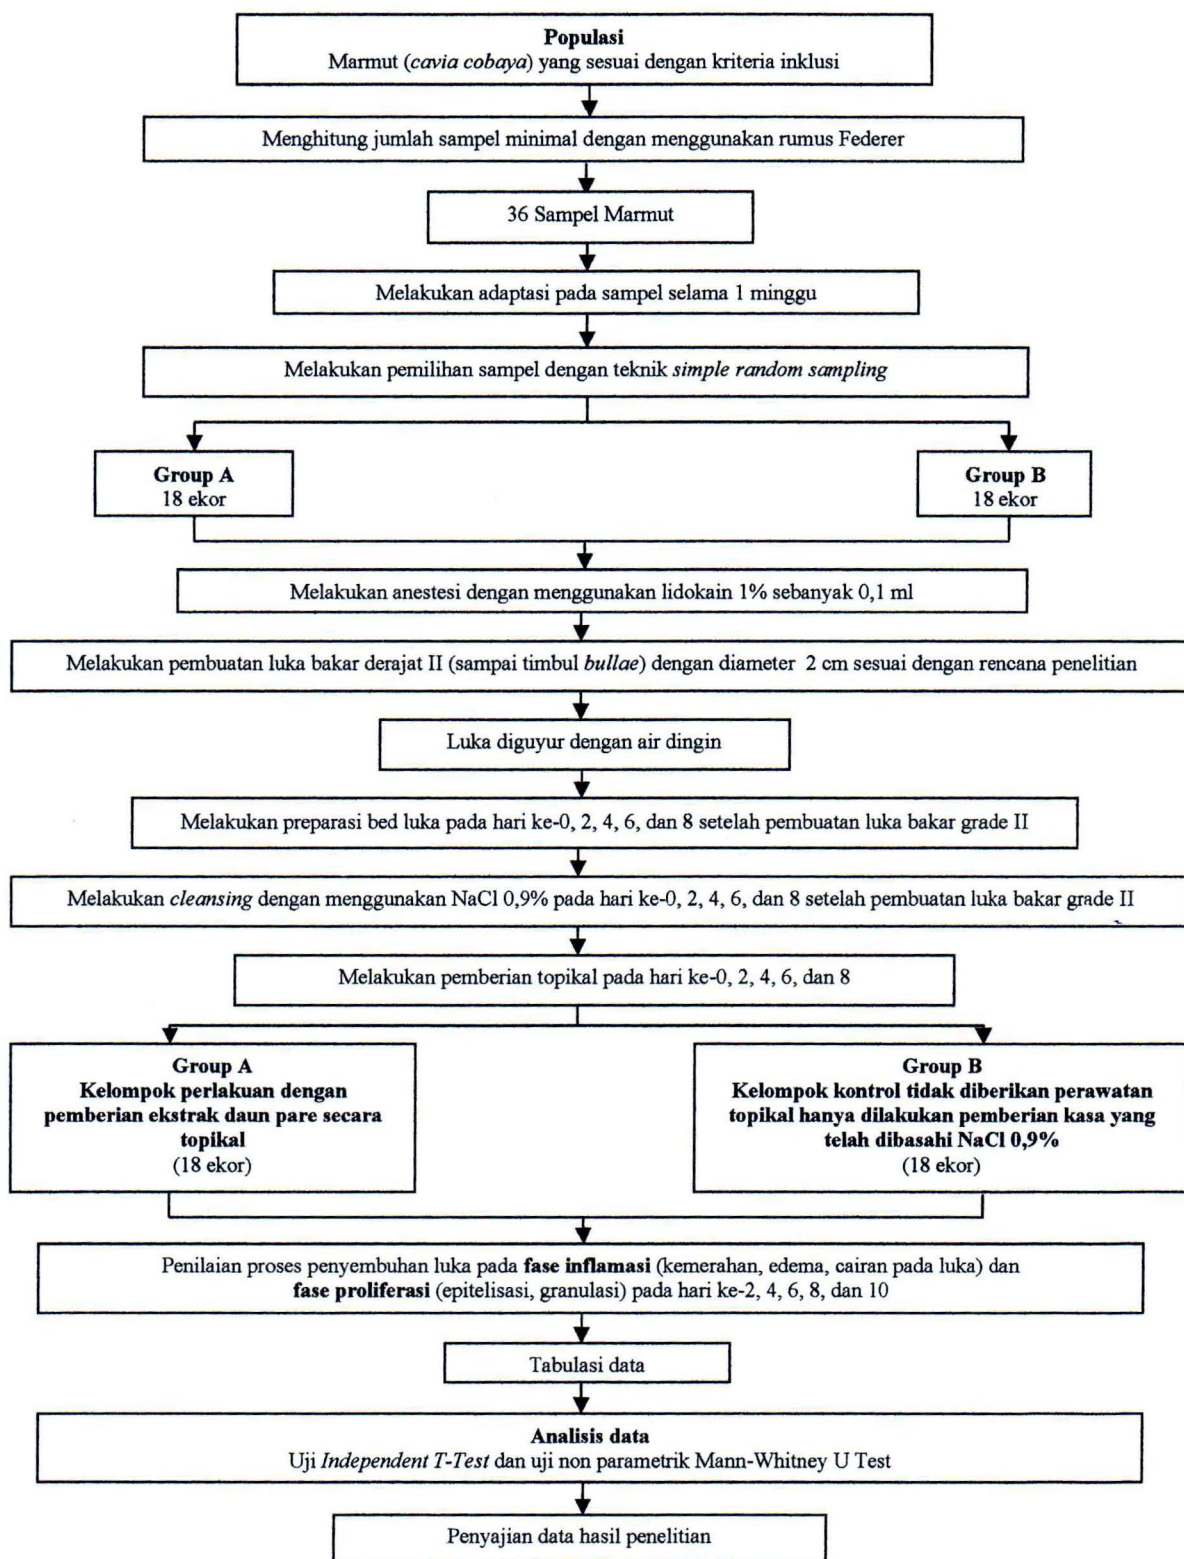 Populasi
Marmut (cavia cobaya) yang sesuai dengan kriteria inklusi
Menghitung jumlah sampel minimal dengan menggunakan rumus Federer
36 Sampel Marmut
Melakukan adaptasi pada sampel selama 1 minggu
Melakukan pemilihan sampel dengan teknik simple random sampling
Group A
18 ekor
Group B
18 ekor
Melakukan anestesi dengan menggunakan lidokain 1% sebanyak 0,1 ml
Melakukan pembuatan luka bakar derajat II (sampai timbul bullae) dengan diameter 2 cm sesuai dengan rencana penelitian
Luka diguyur dengan air dingin
Melakukan preparasi bed luka pada hari ke-0, 2, 4, 6, dan 8 setelah pembuatan luka bakar grade II
Melakukan cleansing dengan menggunakan NaCl 0,9% pada hari ke-0, 2, 4, 6, dan 8 setelah pembuatan luka bakar grade II
Melakukan pemberian topikal pada hari ke-0, 2, 4, 6, dan 8
Group A
Kelompok perlakuan dengan
pemberian ekstrak daun pare secara
topikal
(18 ekor)
Group B
Kelompok kontrol tidak diberikan perawatan
topikal hanya dilakukan pemberian kasa yang
telah dibasahi NaCl 0,9%
(18 ekor)
Penilaian proses penyembuhan luka pada fase inflamasi (kemerahan, edema, cairan pada luka) dan
fase proliferasi (epitelisasi, granulasi) pada hari ke-2, 4, 6, 8, dan 10
Tabulasi data
Analisis data
Uji Independent T-Test dan uji non parametrik Mann-Whitney U Test
Penyajian data hasil penelitian